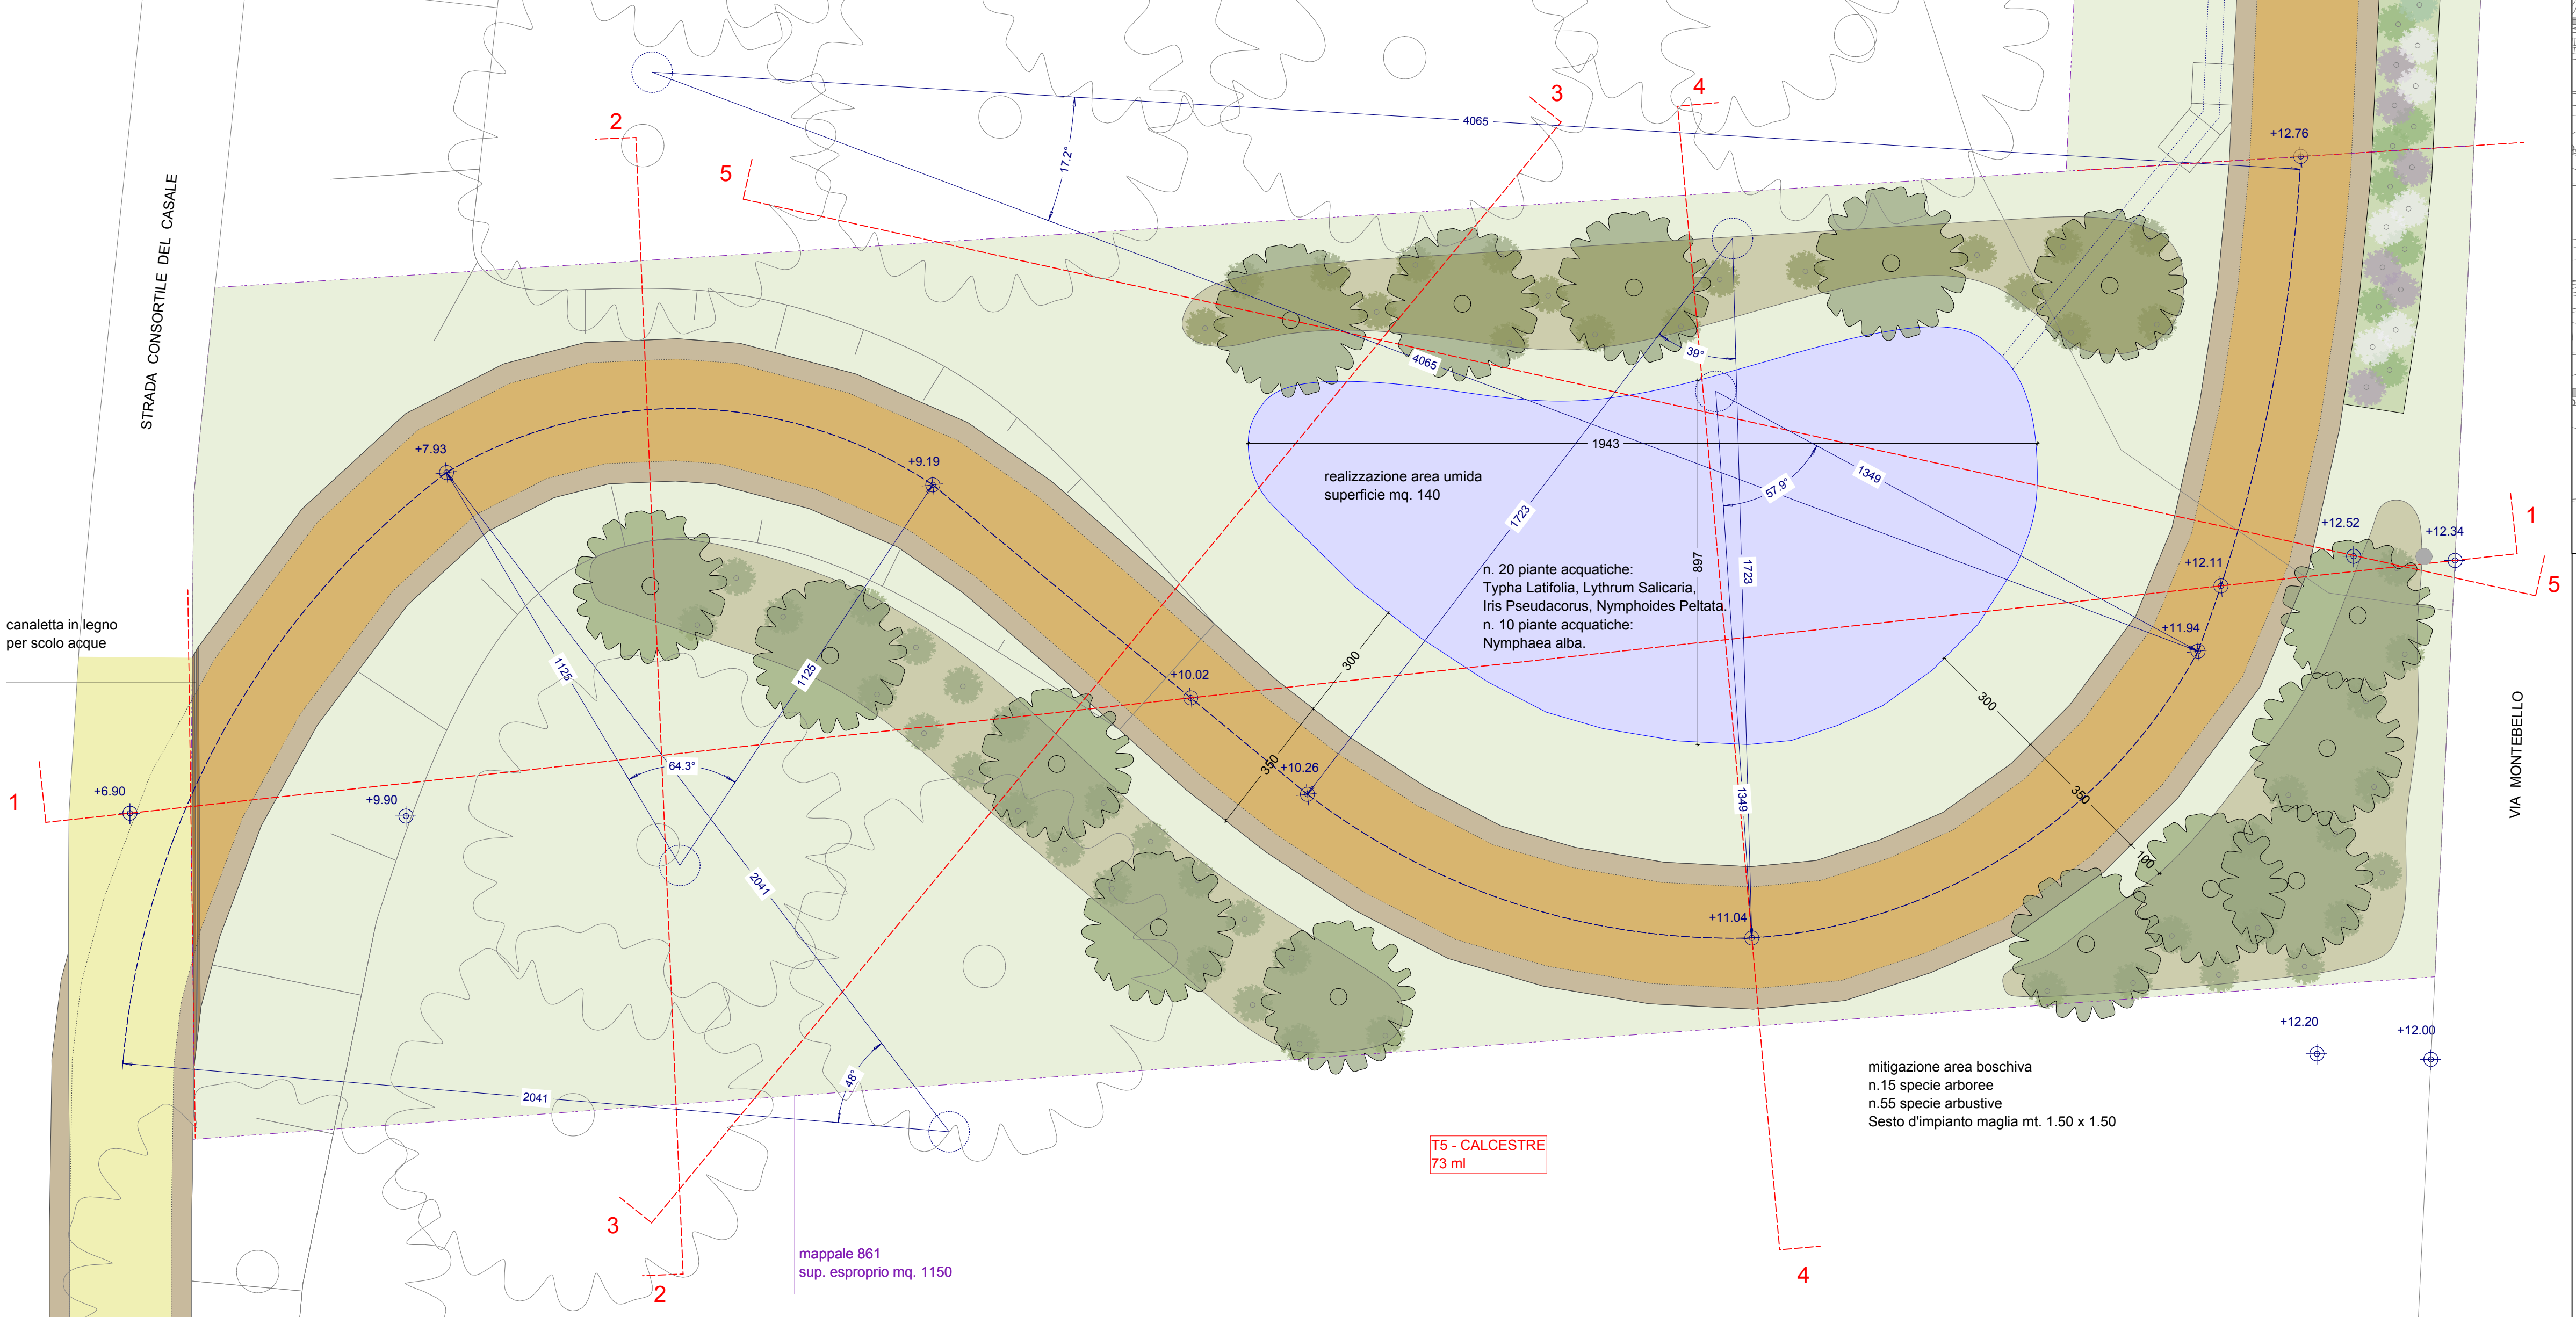 STRADA CONSORTILE DEL CASALE
2
5
3
4
4065
17.2°
+12.76
39°
4065
+7.93
+9.19
1943
realizzazione area umida
superficie mq. 140
1723
57.9°
1349
+12.52
+12.34
1
5
897
1723
n. 20 piante acquatiche:
Typha Latifolia, Lythrum Salicaria,
Iris Pseudacorus, Nymphoides Peltata.
n. 10 piante acquatiche:
Nymphaea alba.
+12.11
+11.94
canaletta in legno
per scolo acque
1125
1125
300
+10.02
300
VIA MONTEBELLO
64.3°
350
+10.26
1349
350
1
+6.90
+9.90
100
2041
+11.04
+12.20
+12.00
48°
2041
mitigazione area boschiva
n.15 specie arboree
n.55 specie arbustive
Sesto d'impianto maglia mt. 1.50 x 1.50
T5 - CALCESTRE
73 ml
3
mappale 861
sup. esproprio mq. 1150
2
4